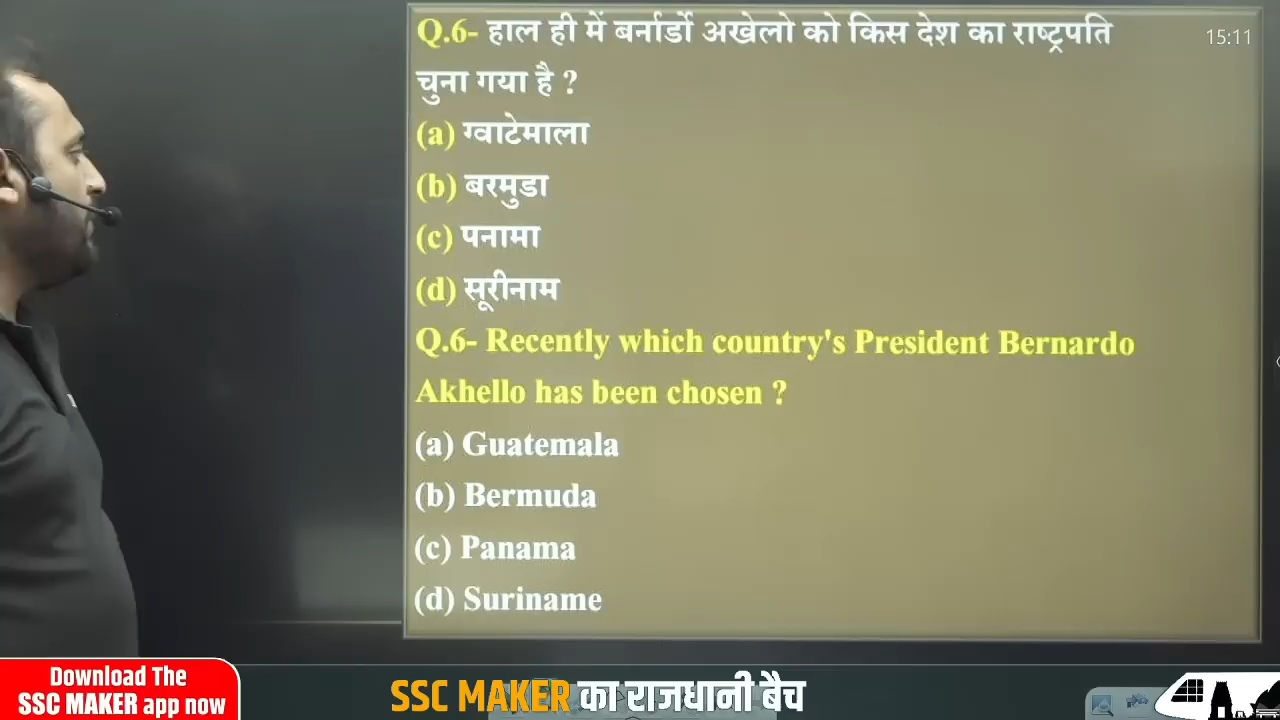 Q.6- हाल ही में बर्नार्डो अखेलो को किस देश का राष्ट्रपति
15:11
चुना गया है ?
(a) ग्वाटेमाला
(b) बरमुडा
(c) पनामा
(d) सूरीनाम
Q.6- Recently which country's President Bernardo
Akhello has been chosen ?
(a) Guatemala
(b) Bermuda
(c) Panama
(d) Suriname
Download The
SSC MAKER app now
SSC MAKER का राजधानी बैच